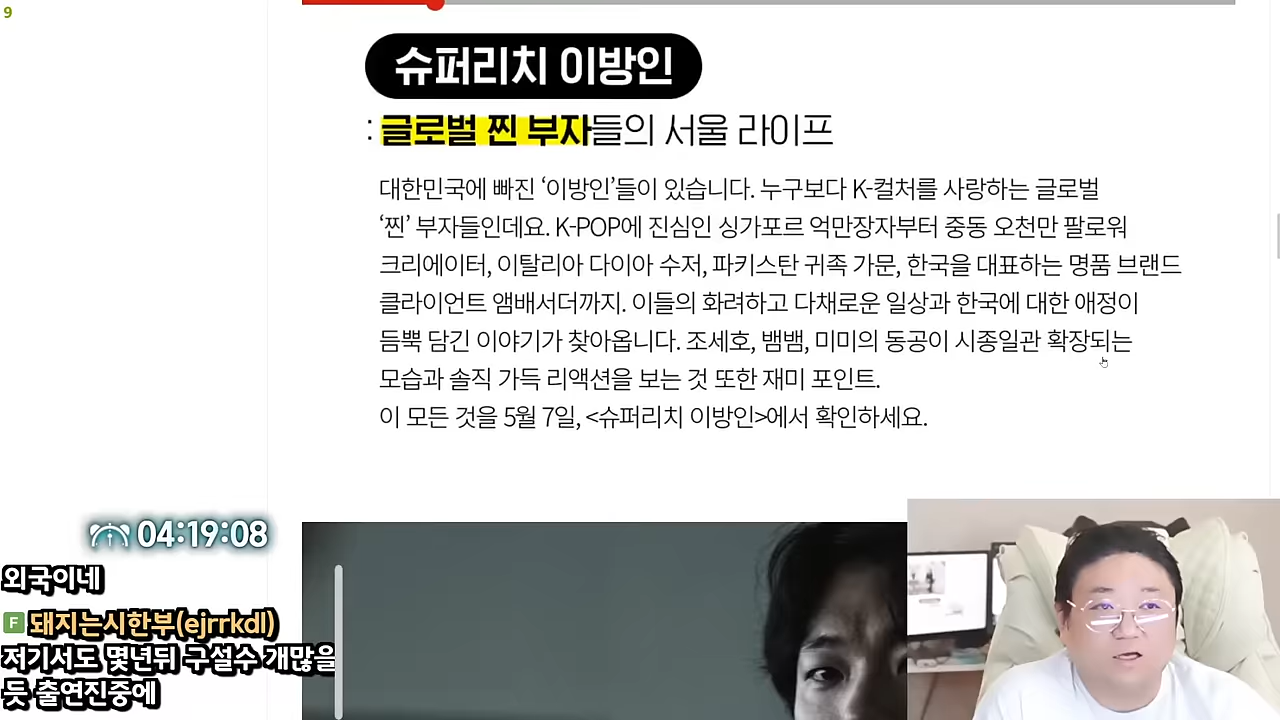 9
슈퍼리치 이방인
: 글로벌 찐 부자들의 서울 라이프
대한민국에 빠진 ‘이방인’들이 있습니다. 누구보다 K-컬처를 사랑하는 글로벌
‘찐’ 부자들인데요. K-POP에 진심인 싱가포르 억만장자부터 중동 오천만 팔로워
크리에이터, 이탈리아 다이아 수저, 파키스탄 귀족 가문, 한국을 대표하는 명품 브랜드
클라이언트 앰배서더까지. 이들의 화려하고 다채로운 일상과 한국에 대한 애정이
듬뿍 담긴 이야기가 찾아옵니다. 조세호, 뱀뱀, 미미의 동공이 시종일관 확장되는
모습과 솔직 가득 리액션을 보는 것 또한 재미 포인트.
이 모든 것을 5월 7일, <슈퍼리치 이방인>에서 확인하세요.
04:19:08
외국이네
F 돼지는시한부(ejrrkdl)
저기서도 몇년뒤 구설수 개많을
듯 출연진중에